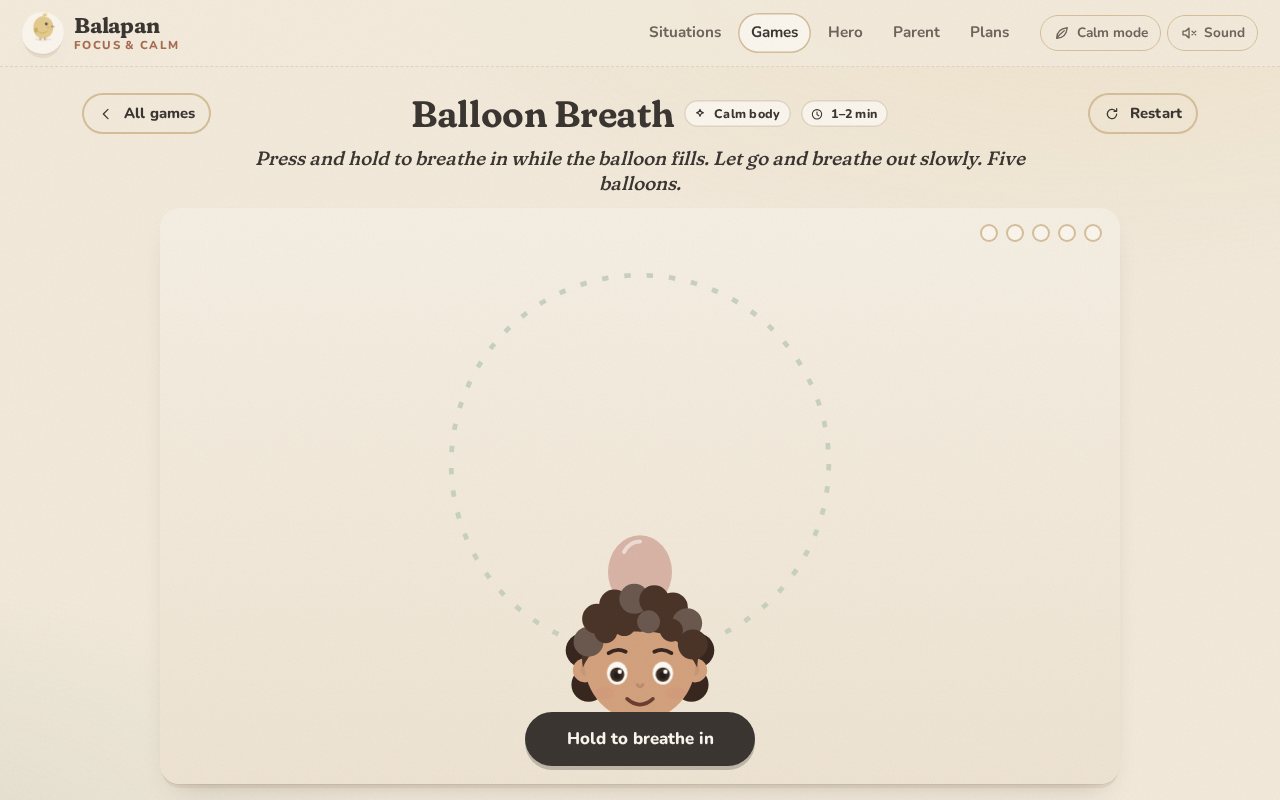 Balapan
FOCUS & CALM
Situations
Games
Hero
Parent
Plans
Calm mode
Sound
All games
Balloon Breath
Calm body
1–2 min
Restart
Press and hold to breathe in while the balloon fills. Let go and breathe out slowly. Five
balloons.
Hold to breathe in